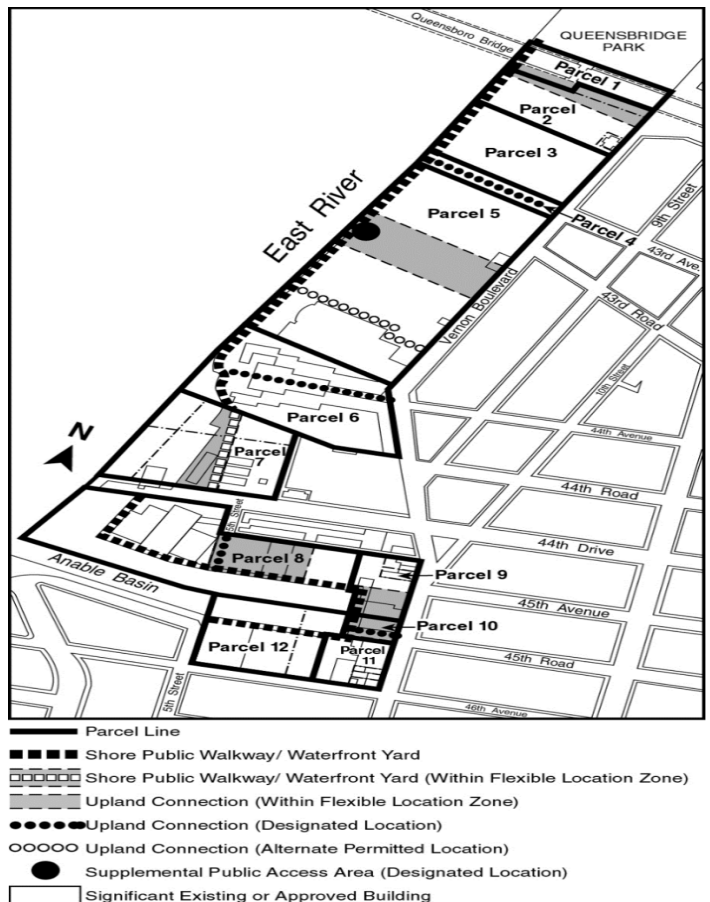 Queensboro Bridge
QUEENSBRIDGE
PARK
Parcel 1
Parcel
2
Parcel 3
9th Street
East River
Parcel 5
Parcel 4
43rd Ave.
Vernon Boulevard
43rd Road
10th Street
Parcel 6
44th Avenue
N
Parcel
7
44th Road
5th Street
44th Drive
Parcel 8
Anable Basin
Parcel 9
45th Avenue
Parcel 10
Parcel 12
Parcel
11
45th Road
5th Street
46th Avenue
Parcel Line
Shore Public Walkway/ Waterfront Yard
Shore Public Walkway/ Waterfront Yard (Within Flexible Location Zone)
Upland Connection (Within Flexible Location Zone)
Upland Connection (Designated Location)
Upland Connection (Alternate Permitted Location)
Supplemental Public Access Area (Designated Location)
Significant Existing or Approved Building